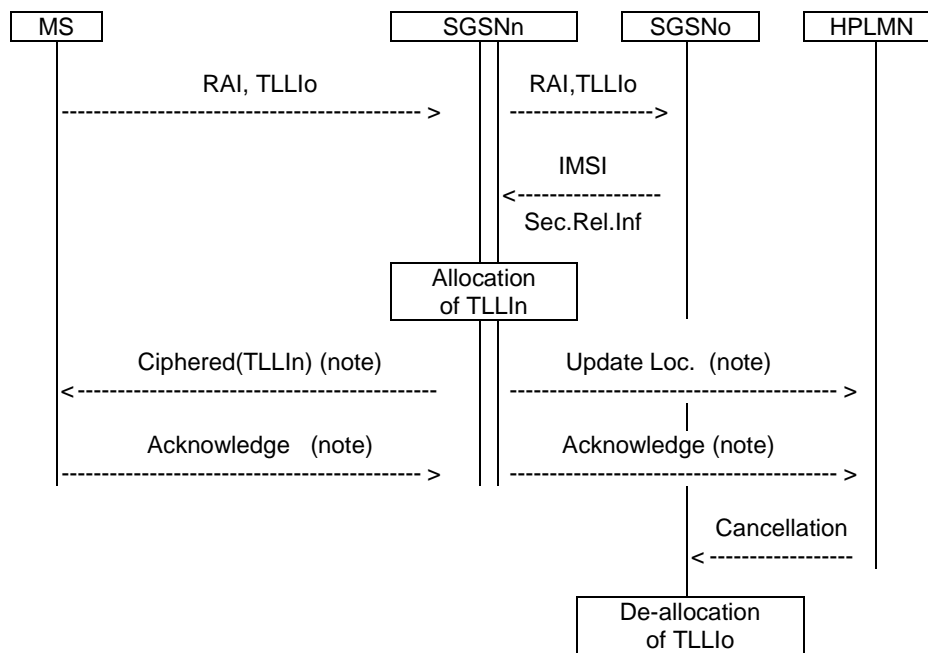 MS SGSNn SGSNo HPLMN
RAI, TLLIo RAI,TLLIo
IMSI
Sec.Rel.Inf
Allocation
of TLLIn
Ciphered(TLLIn) (note) Update Loc. (note)
Acknowledge (note) Acknowledge (note)
Cancellation
De-allocation
of TLLIo